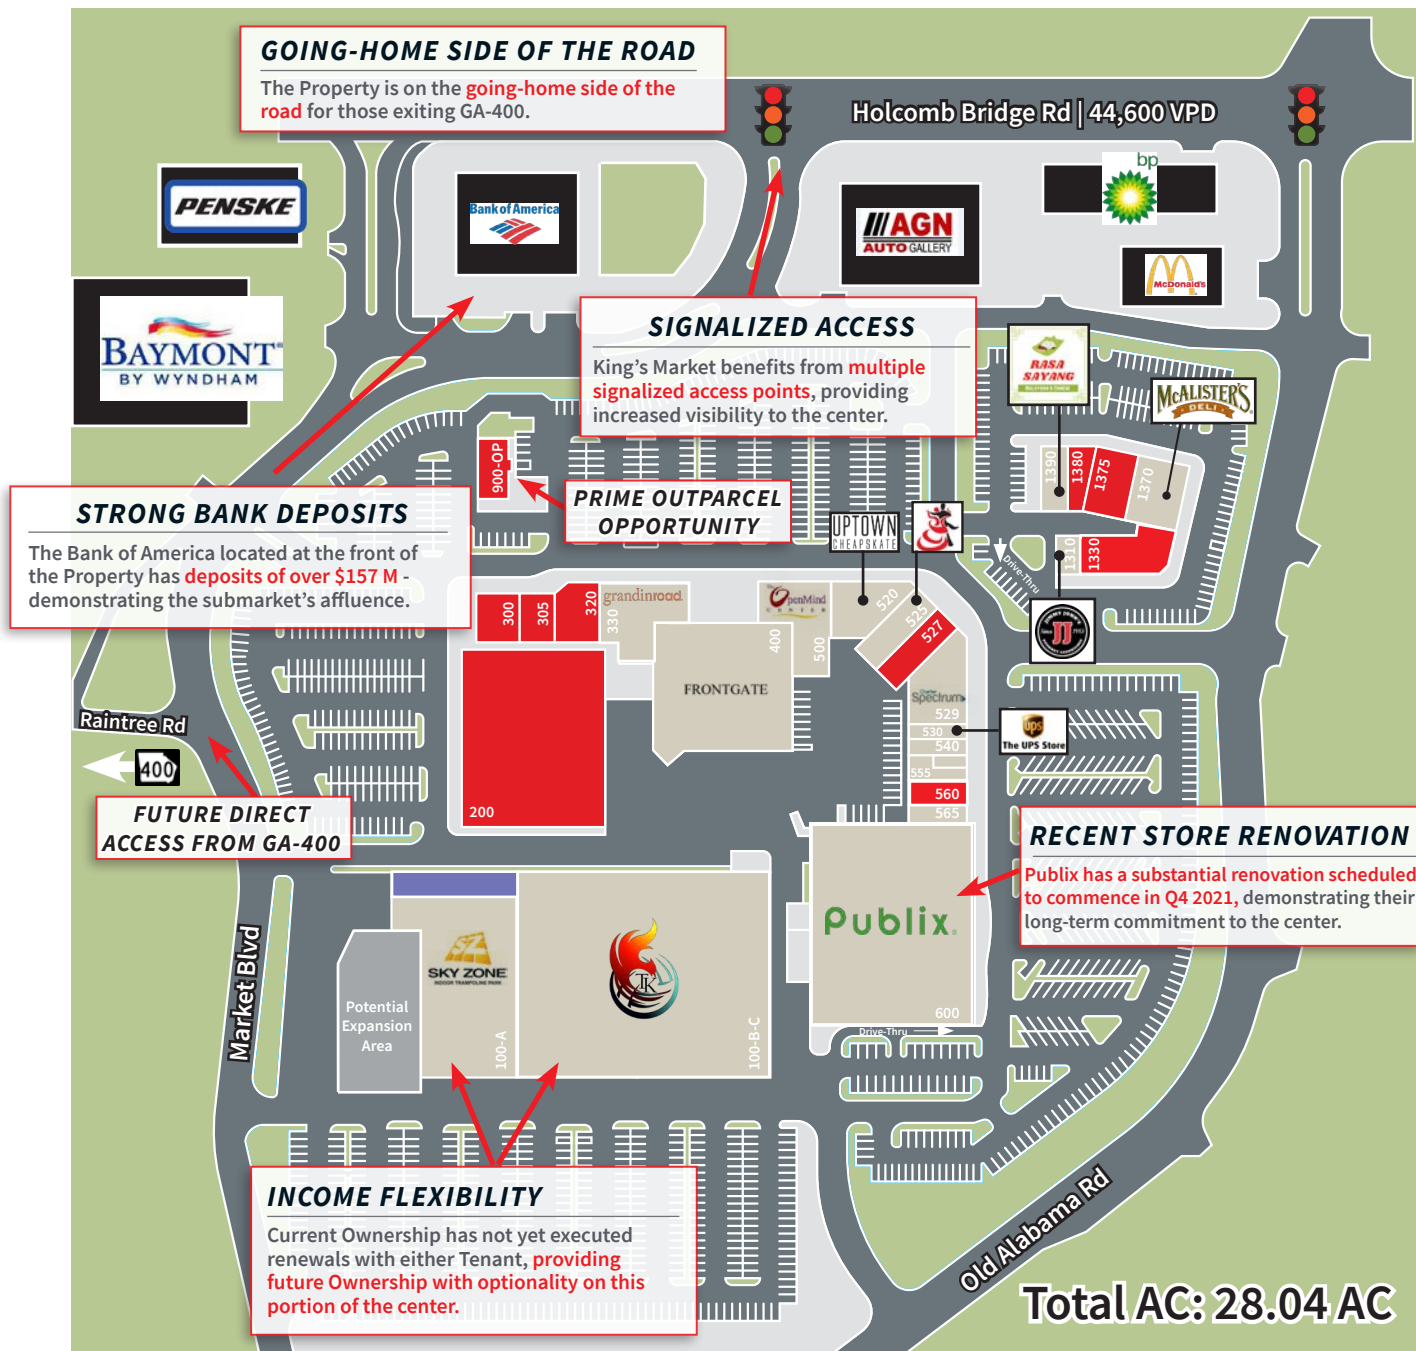 GOING-HOME SIDE OF THE ROAD
The Property is on the going-home side of the
road for those exiting GA-400.
Holcomb Bridge Rd | 44,600 VPD
PENSKE
Bank of America
AGN
AUTO GALLERY
bp
McDonald's
BAYMONT
BY WYNDHAM
SIGNALIZED ACCESS
King's Market benefits from multiple
signalized access points, providing
increased visibility to the center.
RASA
SAYANG
McALISTER'S
DELI
1390
1380
1375
1370
900-OP
PRIME OUTPARCEL
OPPORTUNITY
STRONG BANK DEPOSITS
The Bank of America located at the front of
the Property has deposits of over $157 M -
demonstrating the submarket's affluence.
UPTOWN
CHEAPSKATE
1310
1330
Drive-Thru
JJ
300
305
320
330
grandinroad
OpenMind
CENTER
400
500
520
525
527
FRONTGATE
Spectrum
529
530
540
555
560
565
ups
The UPS Store
Raintree Rd
400
FUTURE DIRECT
ACCESS FROM GA-400
200
RECENT STORE RENOVATION
Publix has a substantial renovation scheduled
to commence in Q4 2021, demonstrating their
long-term commitment to the center.
Publix.
600
Drive-Thru
Market Blvd
SKY ZONE
INDOOR TRAMPOLINE PARK
TK
Potential
Expansion
Area
100-A
100-B-C
INCOME FLEXIBILITY
Current Ownership has not yet executed
renewals with either Tenant, providing
future Ownership with optionality on this
portion of the center.
Old Alabama Rd
Total AC: 28.04 AC